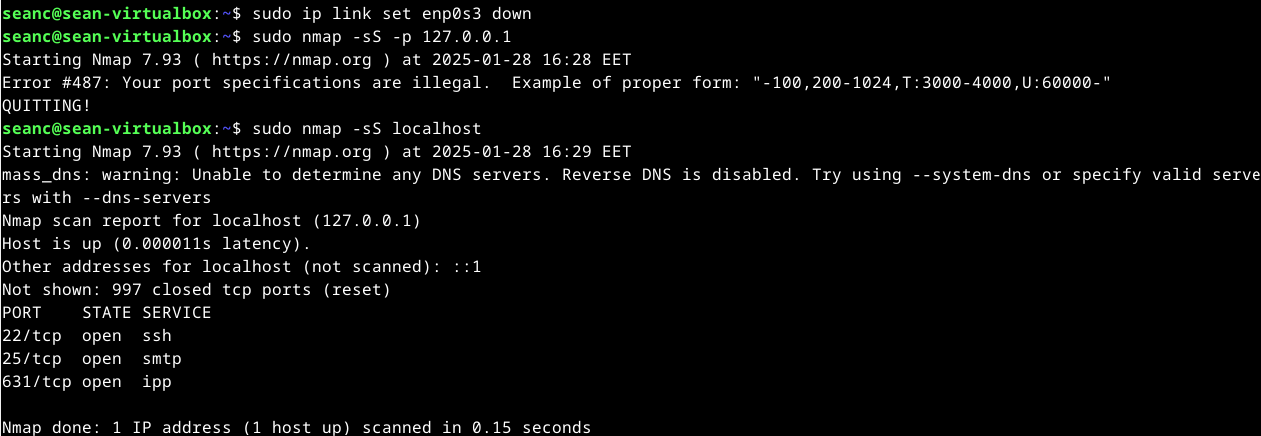 seanc@sean-virtualbox:~$ sudo ip link set enp0s3 down
seanc@sean-virtualbox:~$ sudo nmap -sS -p 127.0.0.1
Starting Nmap 7.93 ( https://nmap.org ) at 2025-01-28 16:28 EET
Error #487: Your port specifications are illegal.  Example of proper form: "-100,200-1024,T:3000-4000,U:60000-"
QUITTING!
seanc@sean-virtualbox:~$ sudo nmap -sS localhost
Starting Nmap 7.93 ( https://nmap.org ) at 2025-01-28 16:29 EET
mass_dns: warning: Unable to determine any DNS servers. Reverse DNS is disabled. Try using --system-dns or specify valid serve
rs with --dns-servers
Nmap scan report for localhost (127.0.0.1)
Host is up (0.000011s latency).
Other addresses for localhost (not scanned): ::1
Not shown: 997 closed tcp ports (reset)
PORT    STATE SERVICE
22/tcp  open  ssh
25/tcp  open  smtp
631/tcp open  ipp
Nmap done: 1 IP address (1 host up) scanned in 0.15 seconds